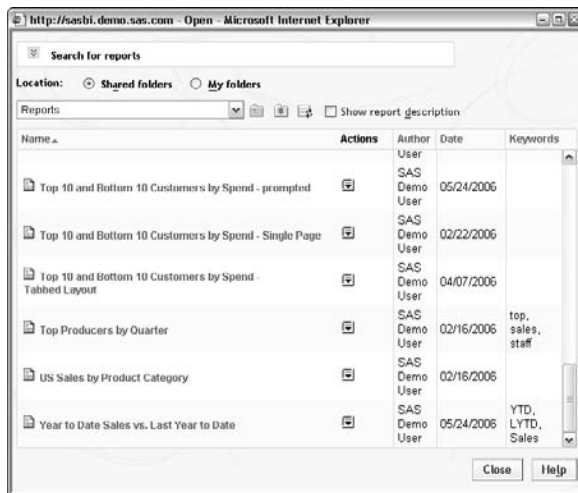 http://sasbi.demo.sas.com - Open - Microsoft Internet Explorer
Search for reports
Location: Shared folders My folders
Reports Show report description
Name Actions Author Date Keywords
User
Top 10 and Bottom 10 Customers by Spend - prompted SAS Demo User 05/24/2006
Top 10 and Bottom 10 Customers by Spend - Single Page SAS Demo User 02/22/2006
Top 10 and Bottom 10 Customers by Spend -
Tabbed Layout SAS Demo User 04/07/2006
Top Producers by Quarter SAS Demo User 02/16/2006 top, sales, staff
US Sales by Product Category SAS Demo User 02/16/2006
Year to Date Sales vs. Last Year to Date SAS Demo User 05/24/2006 YTD, LYTD, Sales
Close Help